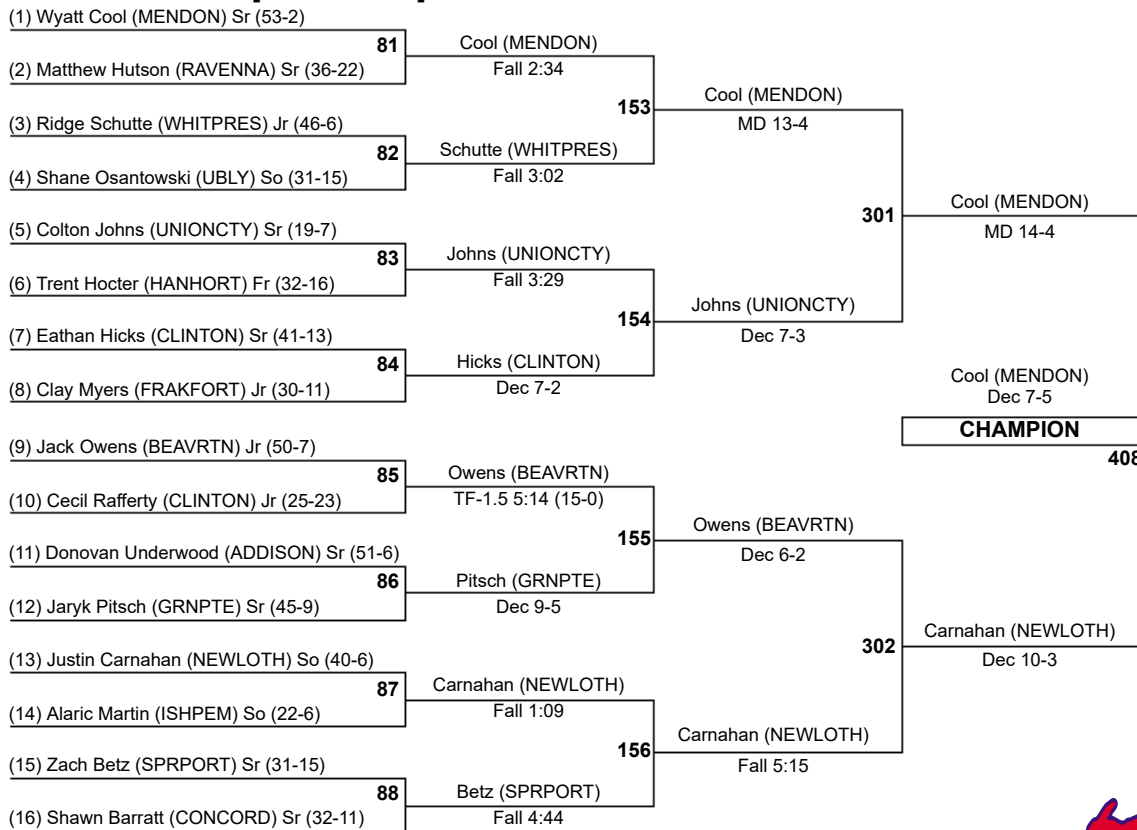 (1) Wyatt Cool (MENDON) Sr (53-2)
81
(2) Matthew Hutson (RAVENNA) Sr (36-22)
Cool (MENDON)
Fall 2:34
153
(3) Ridge Schutte (WHITPRES) Jr (46-6)
82
(4) Shane Osantowski (UBLY) So (31-15)
Schutte (WHITPRES)
Fall 3:02
Cool (MENDON)
MD 13-4
301
(5) Colton Johns (UNIONCTY) Sr (19-7)
83
(6) Trent Hocter (HANHORT) Fr (32-16)
Johns (UNIONCTY)
Fall 3:29
154
(7) Eathan Hicks (CLINTON) Sr (41-13)
84
(8) Clay Myers (FRAKFORT) Jr (30-11)
Hicks (CLINTON)
Dec 7-2
Johns (UNIONCTY)
Dec 7-3
Cool (MENDON)
MD 14-4
Cool (MENDON)
Dec 7-5
CHAMPION
408
(9) Jack Owens (BEAVRTN) Jr (50-7)
85
(10) Cecil Rafferty (CLINTON) Jr (25-23)
Owens (BEAVRTN)
TF-1.5 5:14 (15-0)
155
(11) Donovan Underwood (ADDISON) Sr (51-6)
86
(12) Jaryk Pitsch (GRNPTE) Sr (45-9)
Pitsch (GRNPTE)
Dec 9-5
Owens (BEAVRTN)
Dec 6-2
302
(13) Justin Carnahan (NEWLOTH) So (40-6)
87
(14) Alaric Martin (ISHPEM) So (22-6)
Carnahan (NEWLOTH)
Fall 1:09
156
(15) Zach Betz (SPRPORT) Sr (31-15)
88
(16) Shawn Barratt (CONCORD) Sr (32-11)
Betz (SPRPORT)
Fall 4:44
Carnahan (NEWLOTH)
Fall 5:15
Carnahan (NEWLOTH)
Dec 10-3